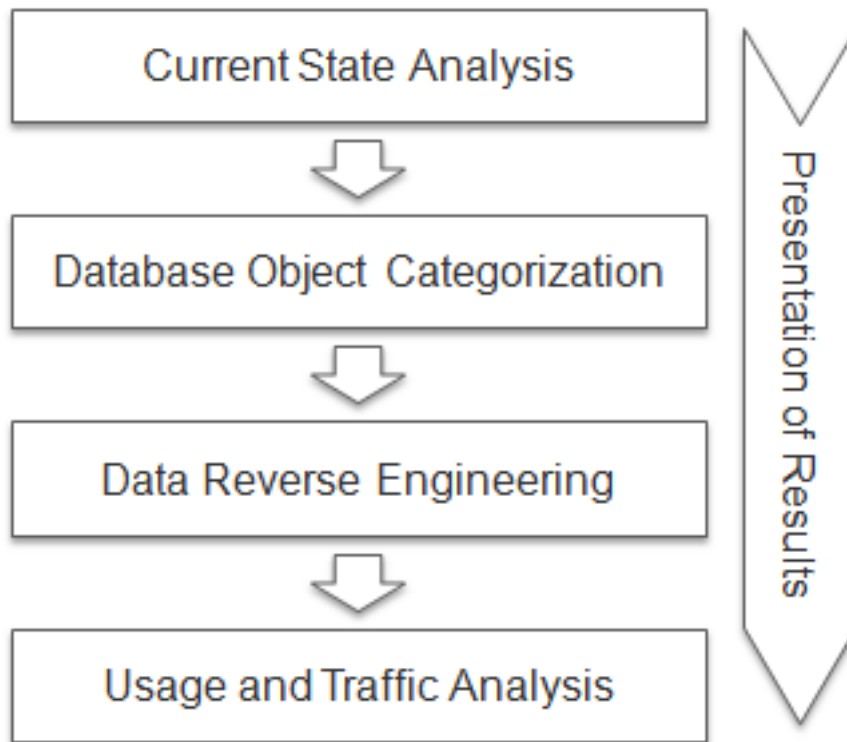 Current State Analysis
Database Object Categorization
Data Reverse Engineering
Usage and Traffic Analysis
Presentation of Results